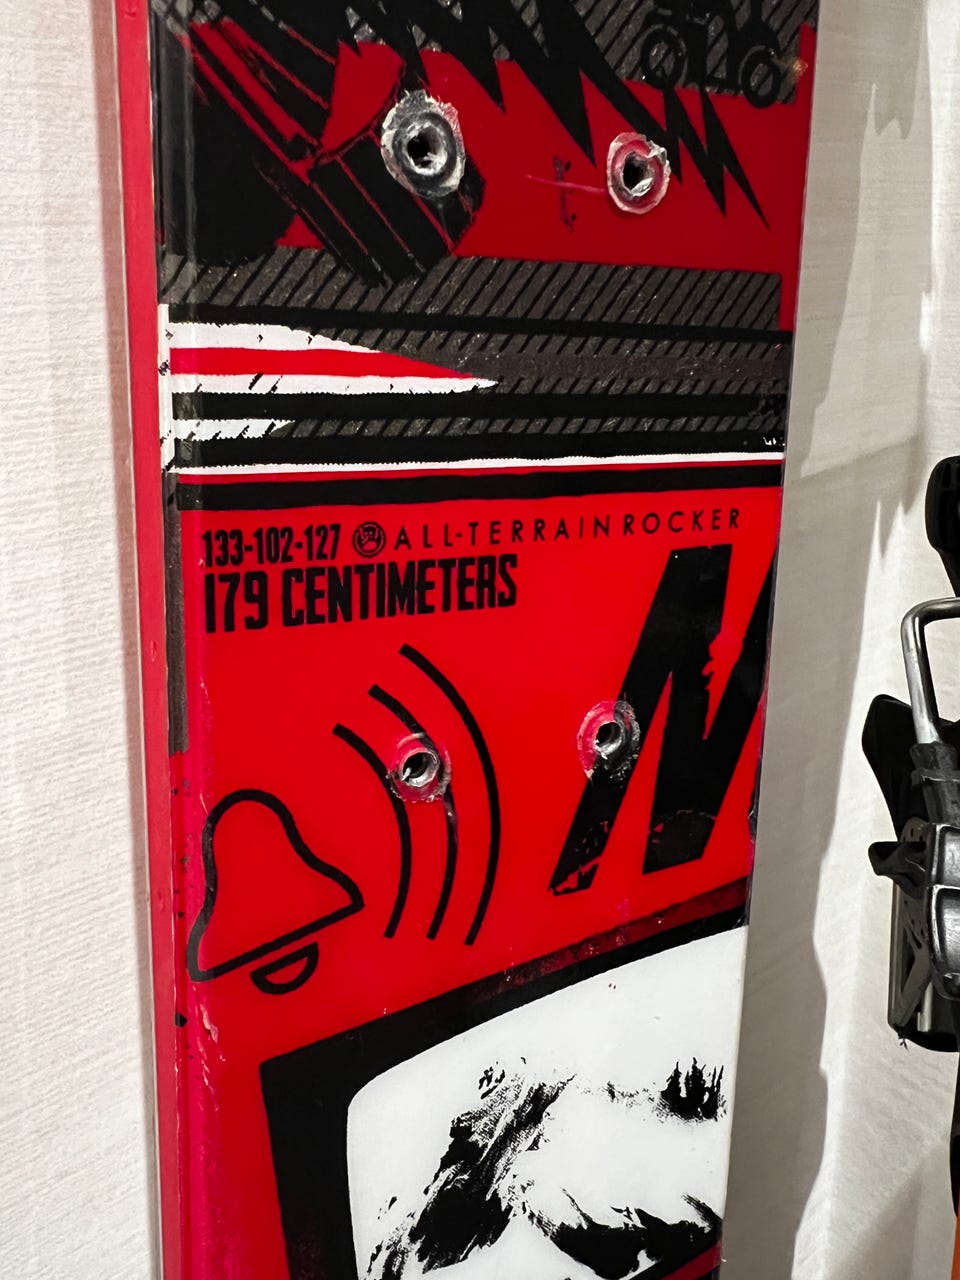 133-102-127 ALL-TERRAIN ROCKER
179 CENTIMETERS